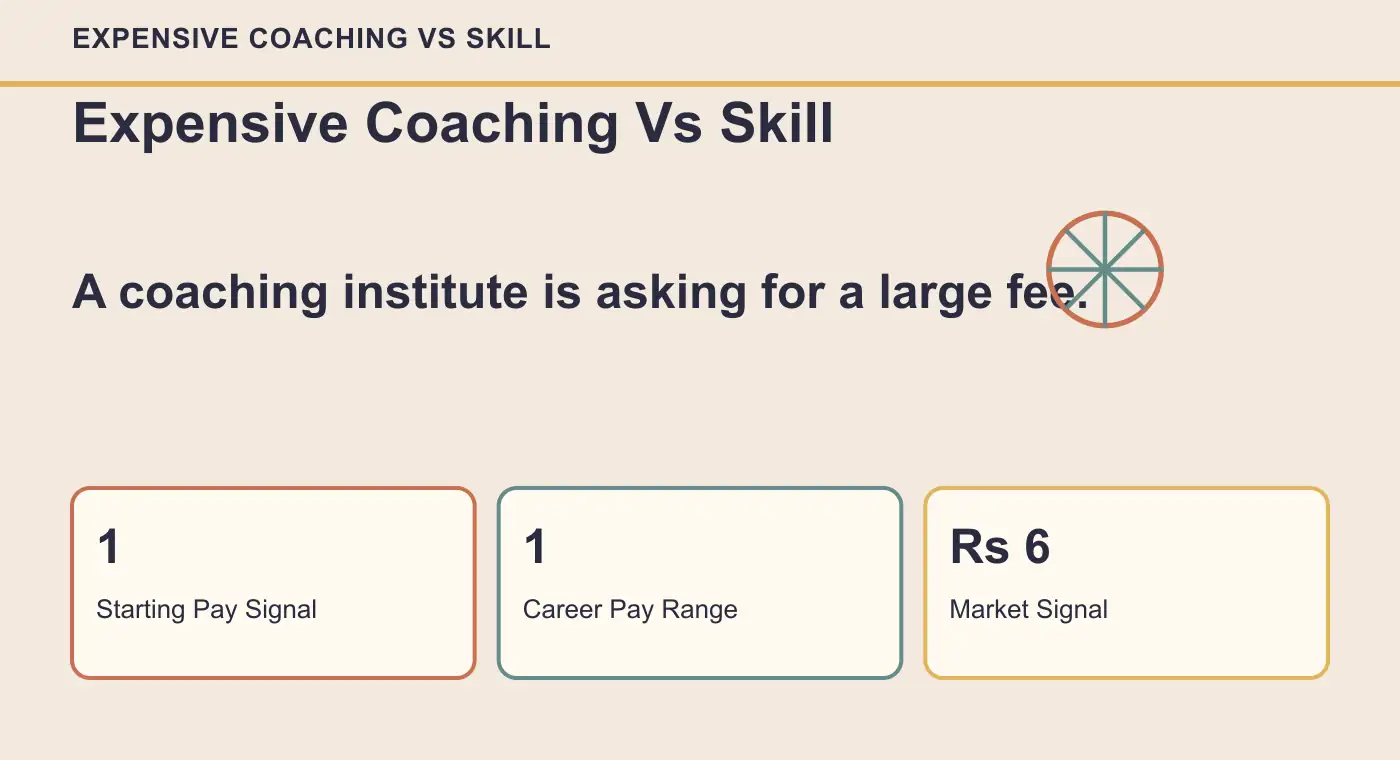 EXPENSIVE COACHING VS SKILL
Expensive Coaching Vs Skill
A coaching institute is asking for a large fee.
1
Starting Pay Signal
1
Career Pay Range
Rs 6
Market Signal